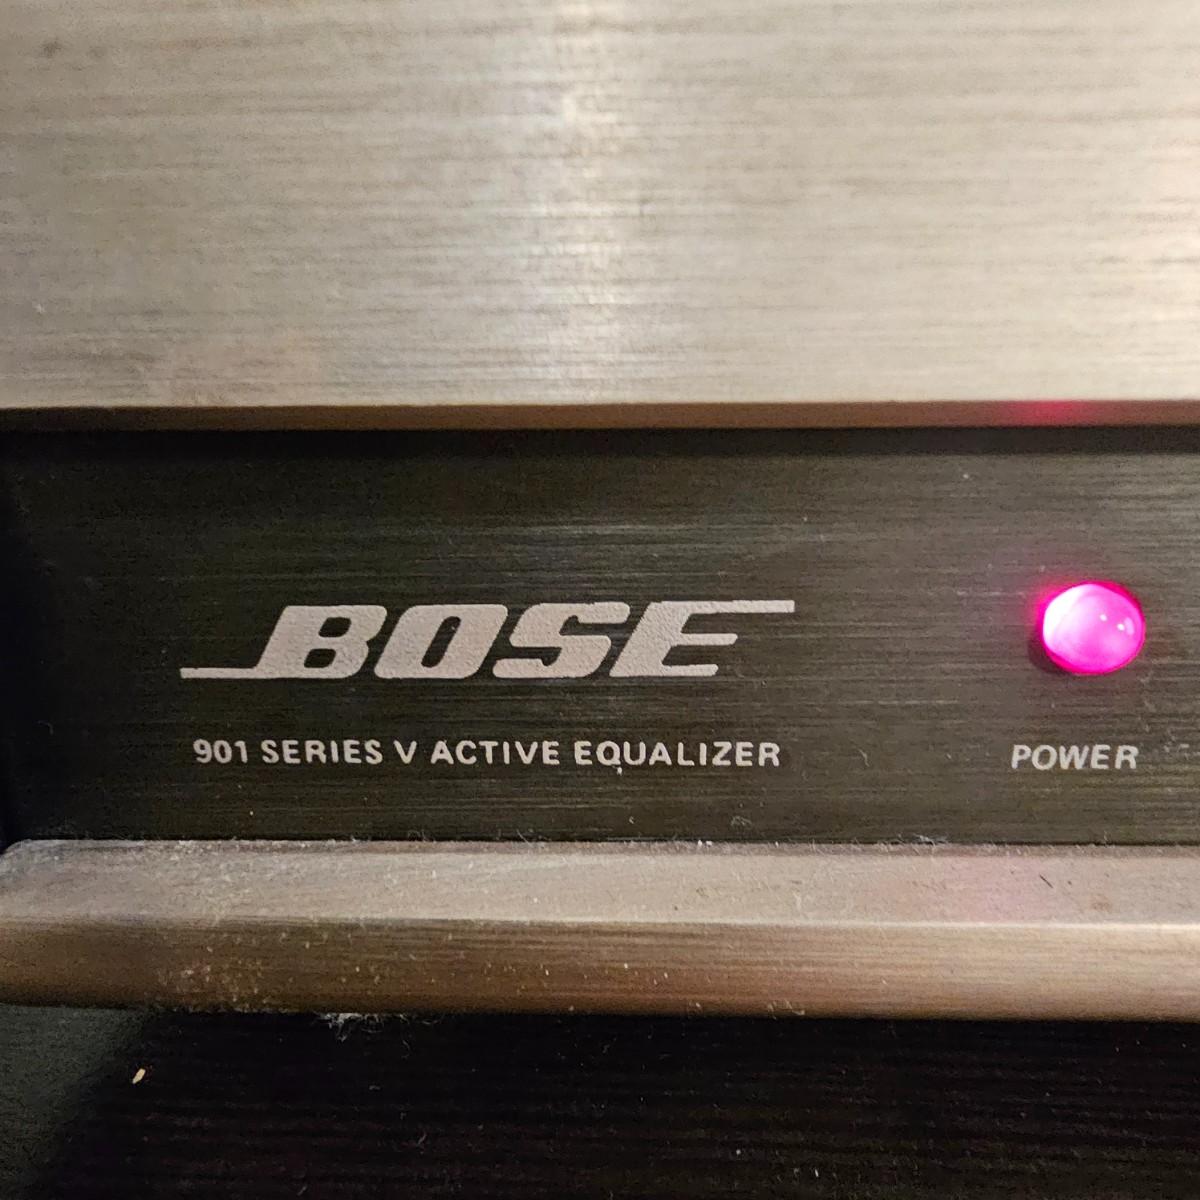 BOSE
901 SERIES V ACTIVE EQUALIZER
POWER